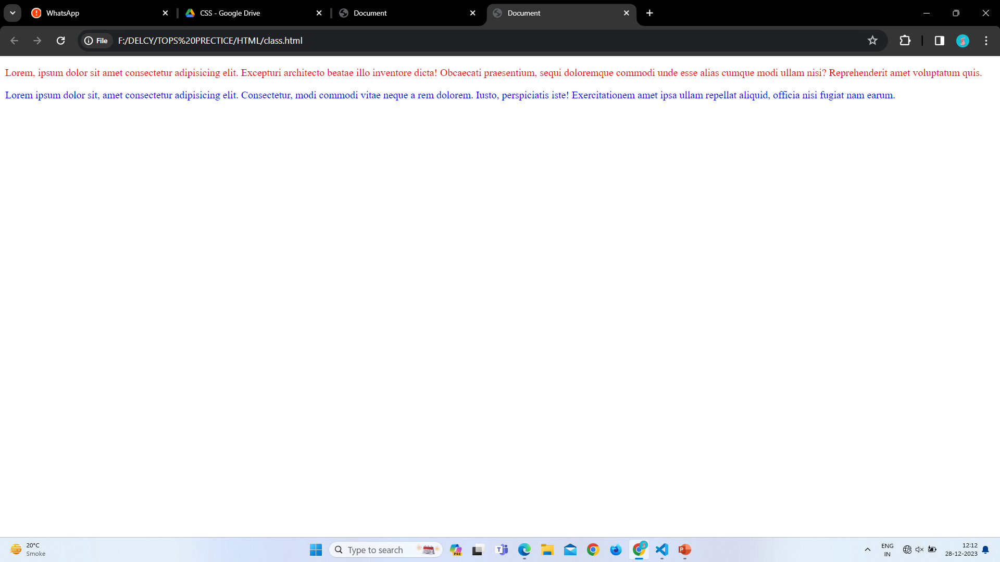 WhatsApp
CSS - Google Drive
Document
Document
File
F:/DELCY/TOPS%20PRECTICE/HTML/class.html
Lorem, ipsum dolor sit amet consectetur adipisicing elit. Excepturi architecto beatae illo inventore dicta! Obcaecati praesentium, sequi doloremque commodi unde esse alias cumque modi ullam nisi? Reprehenderit amet voluptatum quis.
Lorem ipsum dolor sit, amet consectetur adipisicing elit. Consectetur, modi commodi vitae neque a rem dolorem. Iusto, perspiciatis iste! Exercitationem amet ipsa ullam repellat aliquid, officia nisi fugiat nam earum.
20°C
Smoke
Type to search
PRE
ENG
IN
12:12
28-12-2023